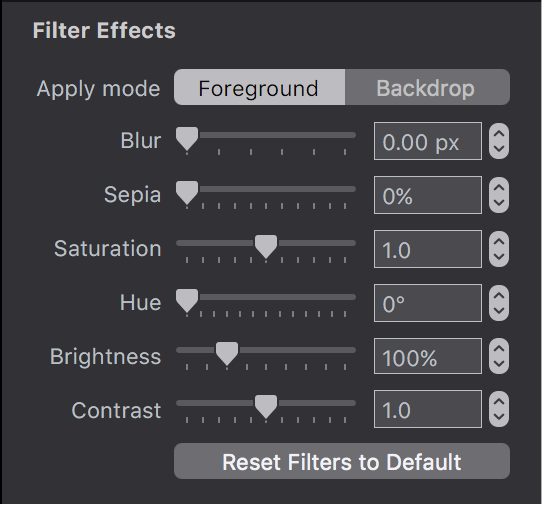 Filter Effects
Apply mode Foreground Backdrop
Blur 0.00 px
Sepia 0%
Saturation 1.0
Hue 0°
Brightness 100%
Contrast 1.0
Reset Filters to Default